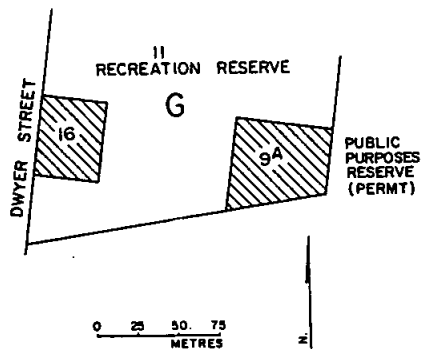 11
RECREATION RESERVE
G
DWYER STREET
16
9A
PUBLIC
PURPOSES
RESERVE
(PERMT)
0 25 50. 75
METRES
N.